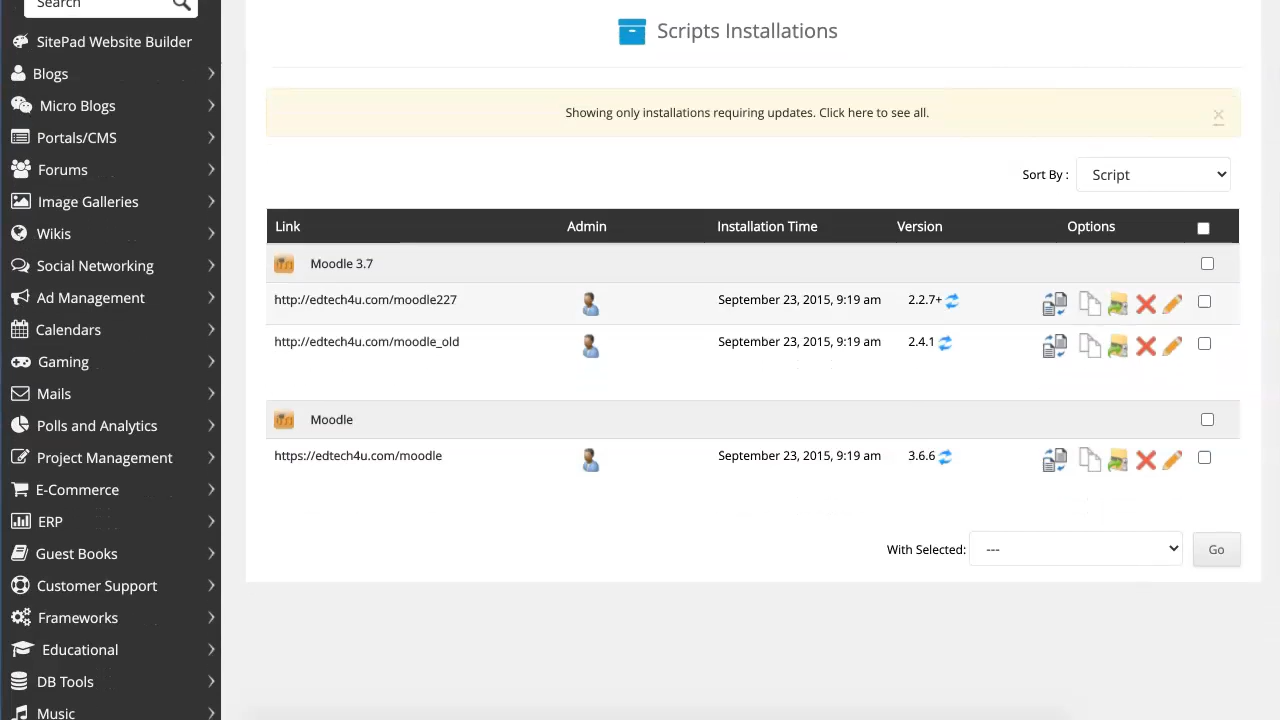 Search
SitePad Website Builder
Blogs
Micro Blogs
Portals/CMS
Forums
Image Galleries
Wikis
Social Networking
Ad Management
Calendars
Gaming
Mails
Polls and Analytics
Project Management
E-Commerce
ERP
Guest Books
Customer Support
Frameworks
Educational
DB Tools
Music
Scripts Installations
Showing only installations requiring updates. Click here to see all.
Sort By : Script
Link Admin Installation Time Version Options
Moodle 3.7
http://edtech4u.com/moodle227 September 23, 2015, 9:19 am 2.2.7+
http://edtech4u.com/moodle_old September 23, 2015, 9:19 am 2.4.1
Moodle
https://edtech4u.com/moodle September 23, 2015, 9:19 am 3.6.6
With Selected: --- Go